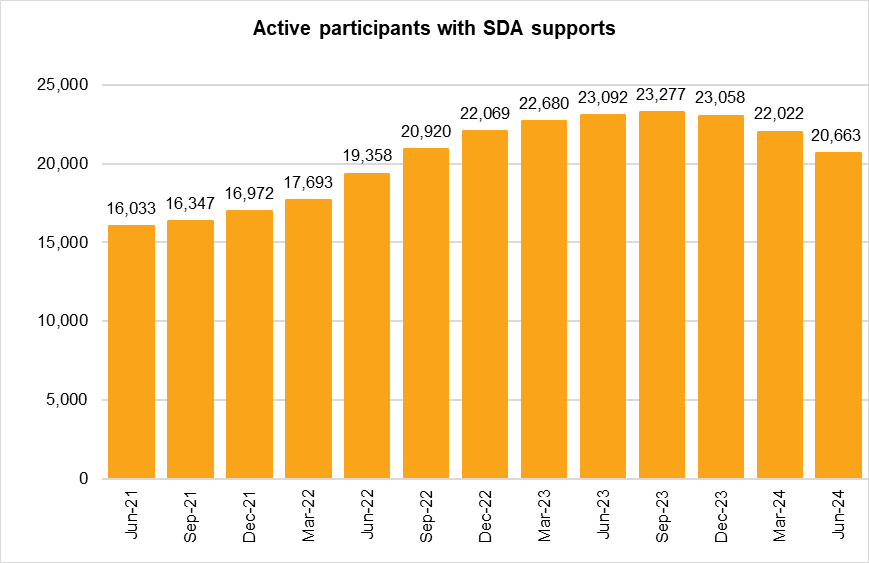 Active participants with SDA supports
25,000
20,000
15,000
10,000
5,000
0
16,033
16,347
16,972
17,693
19,358
20,920
22,069
22,680
23,092
23,277
23,058
22,022
20,663
Jun-21
Sep-21
Dec-21
Mar-22
Jun-22
Sep-22
Dec-22
Mar-23
Jun-23
Sep-23
Dec-23
Mar-24
Jun-24